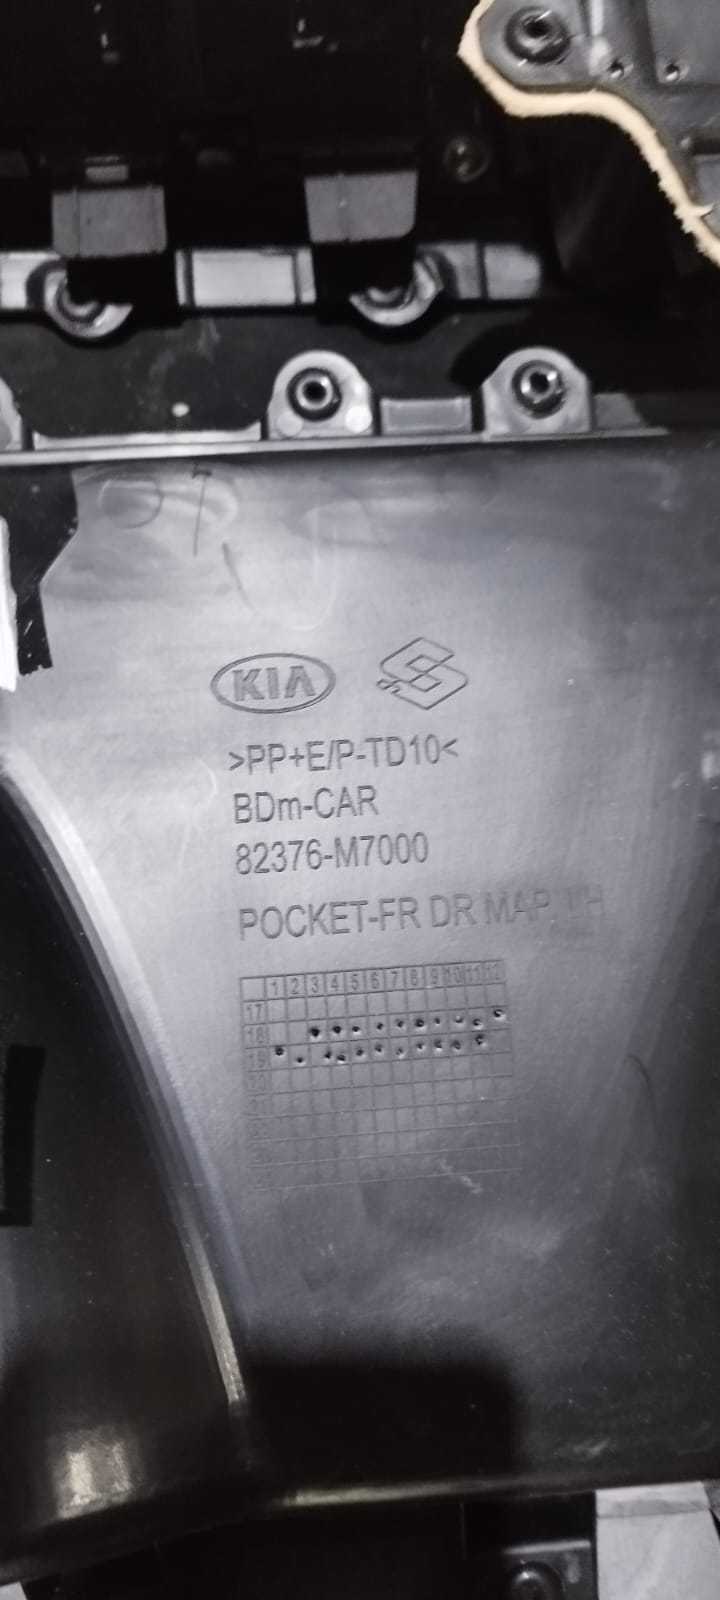 KIA
>PP+E/P-TD10<
BDm-CAR
82376-M7000
POCKET-FR DR MAP,
1 2 3 4 5 6 7 8 9 10 11 12
17
18
19
20